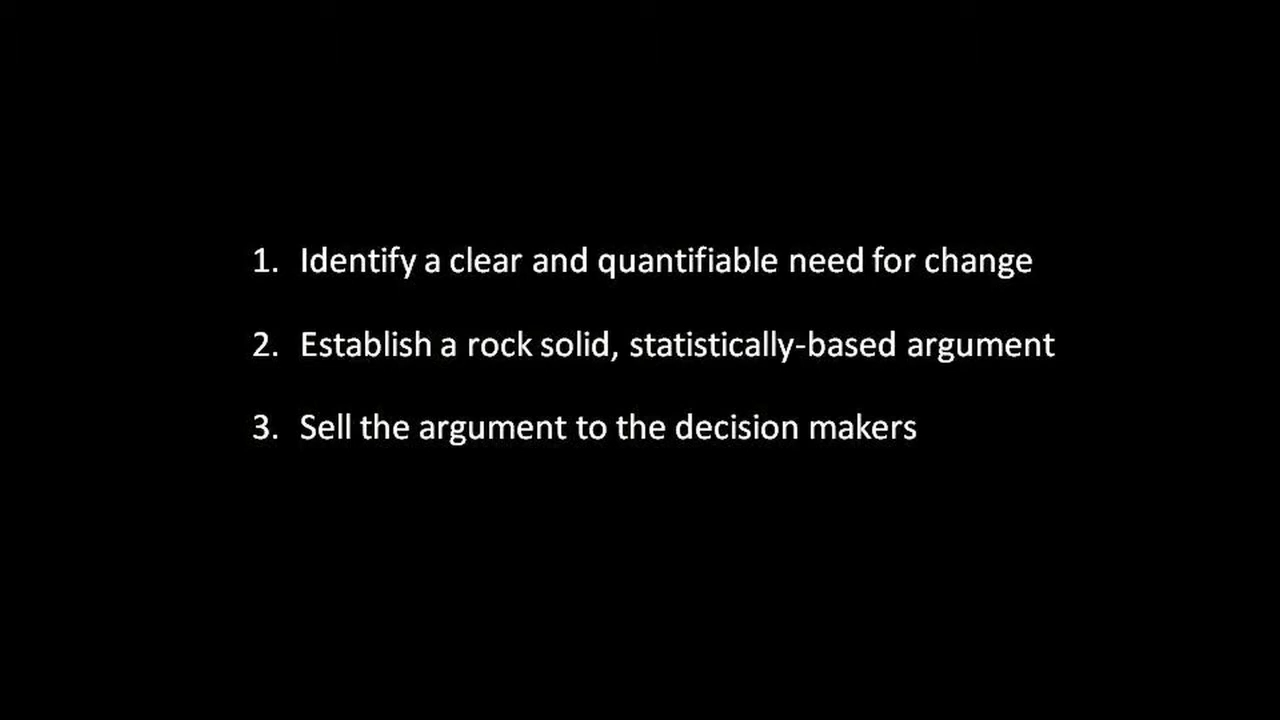 1. Identify a clear and quantifiable need for change
2. Establish a rock solid, statistically-based argument
3. Sell the argument to the decision makers